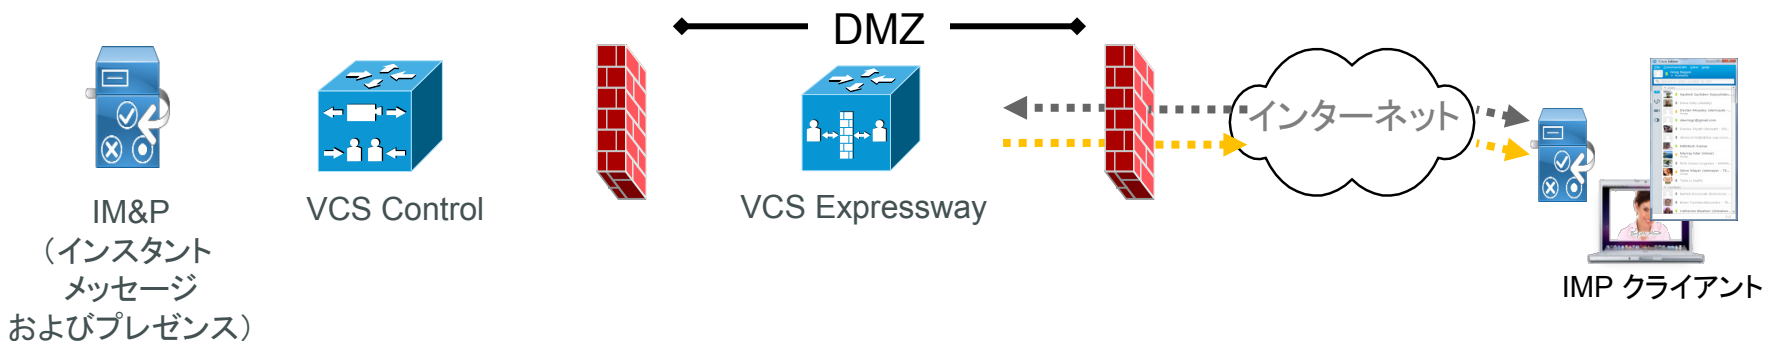 DMZ
インターネット
IM&P
（インスタント
メッセージ
およびプレゼンス）
VCS Control
VCS Expressway
IMP クライアント